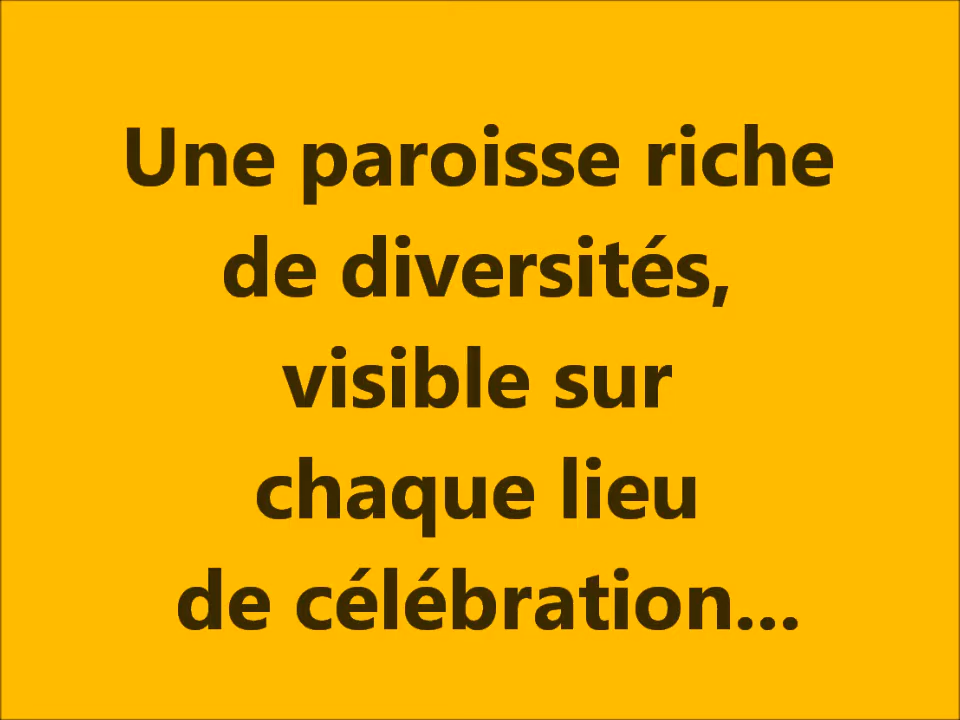 Une paroisse riche
de diversités,
visible sur
chaque lieu
de célébration...